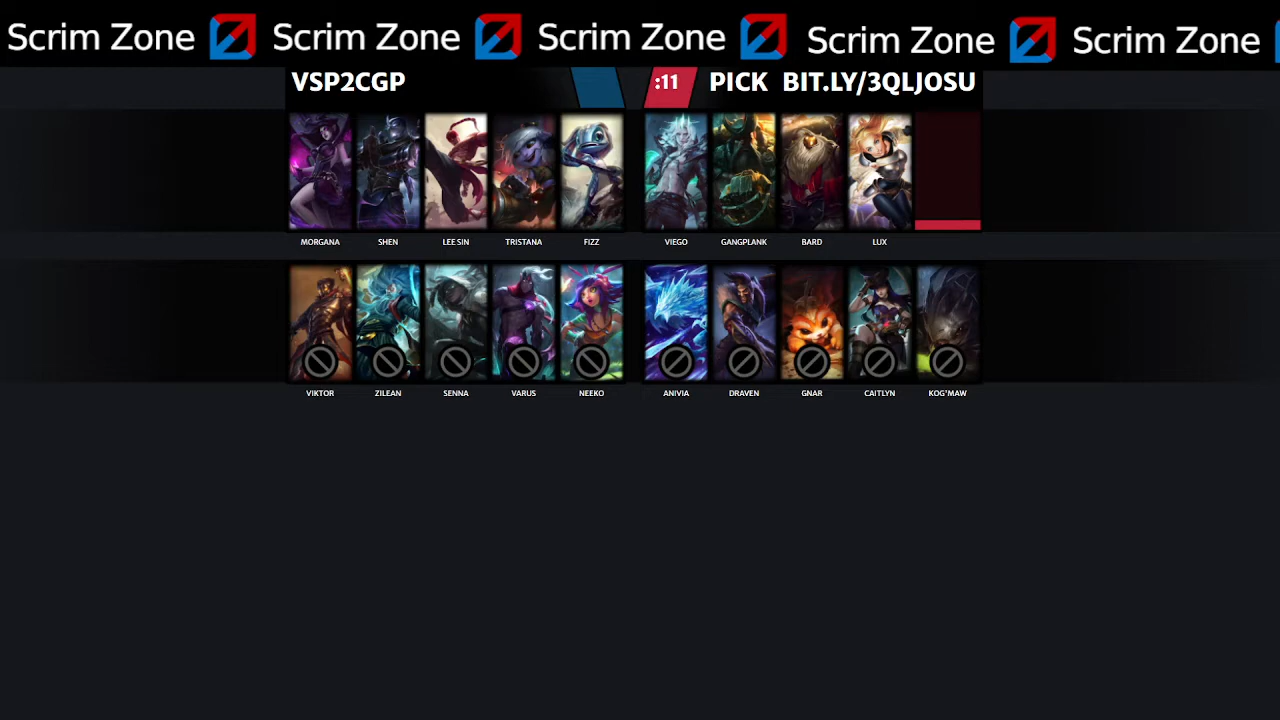 Scrim Zone Scrim Zone Scrim Zone Scrim Zone Scrim Zone
VSP2CGP :11 PICK BIT.LY/3QLJOSU
MORGANA SHEN LEE SIN TRISTANA FIZZ VIEGO GANGPLANK BARD LUX
VIKTOR ZILEAN SENNA VARUS NEEKO ANIVIA DRAVEN GNAR CAITLYN KOG'MAW